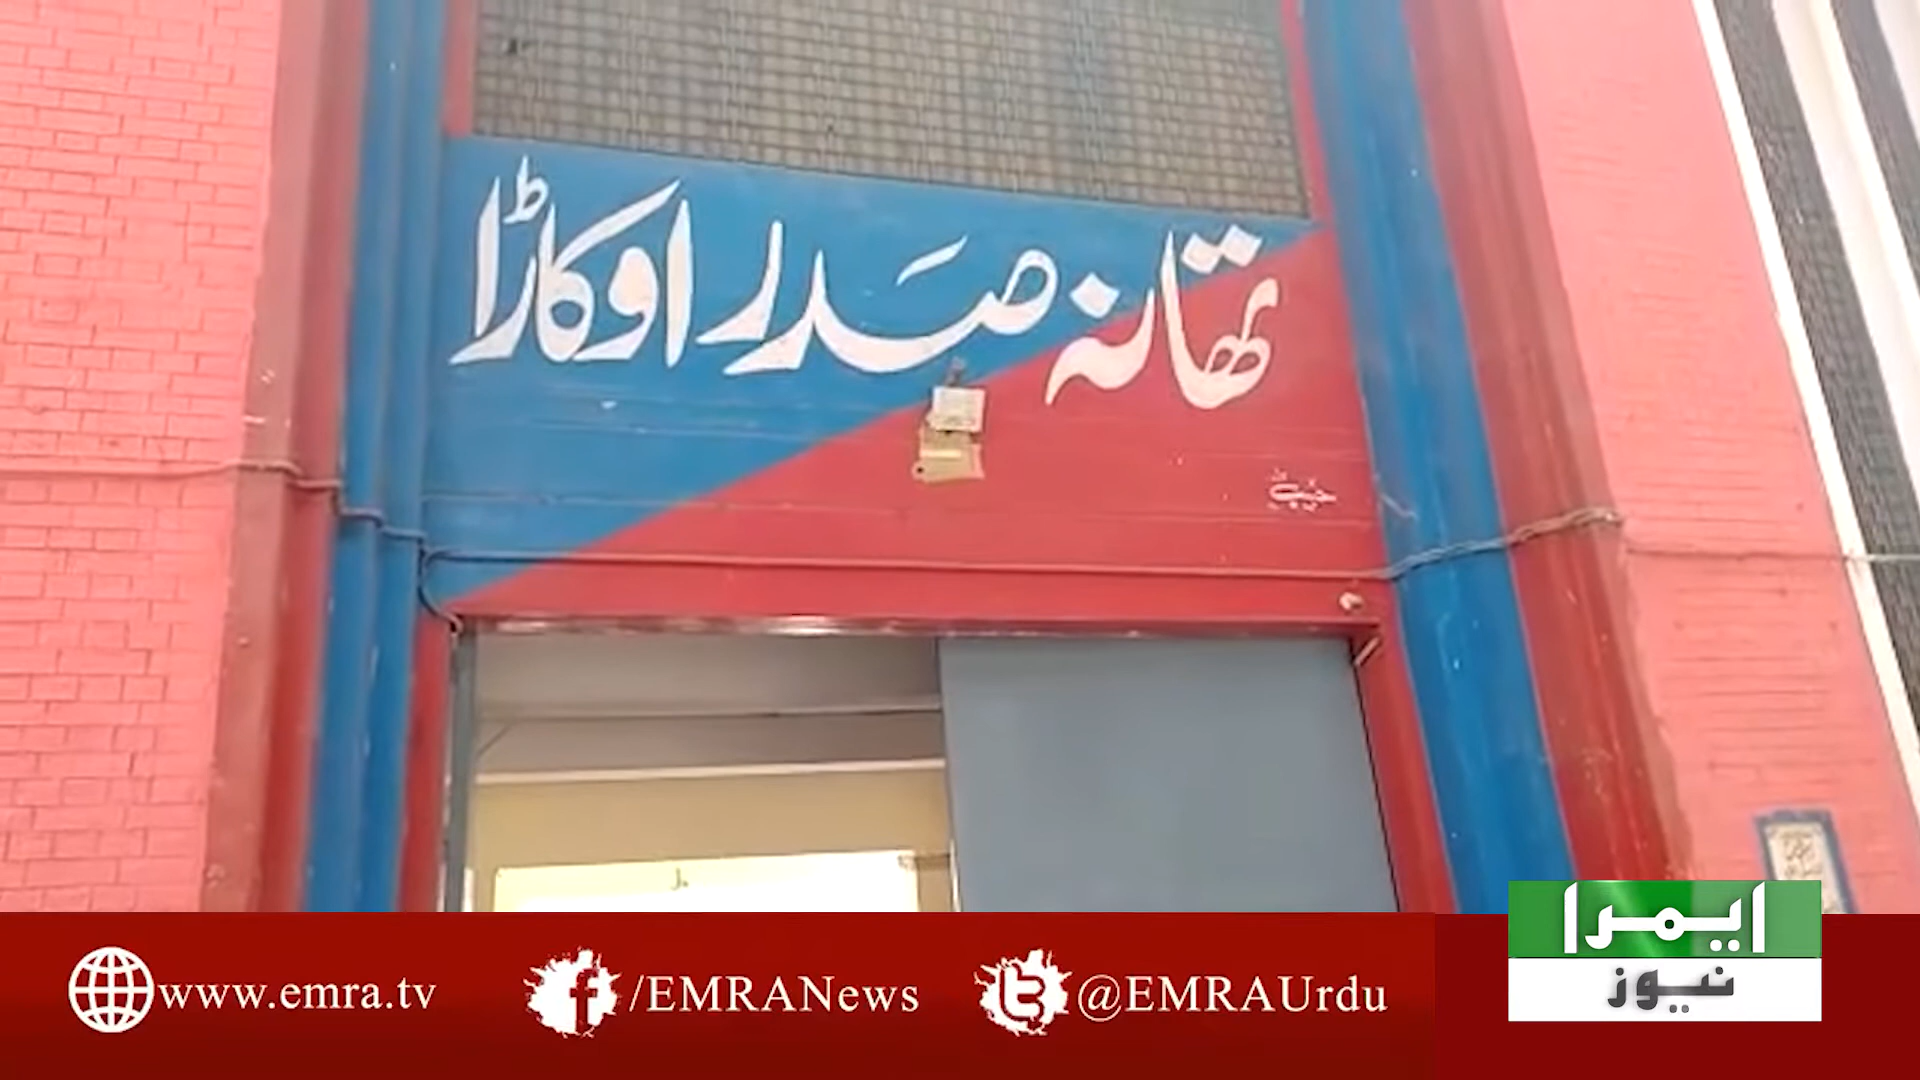 تھانہ صدر اوکاڑا
www.emra.tv
/EMRANews
@EMRAUrdu
ایمرا
نیوز